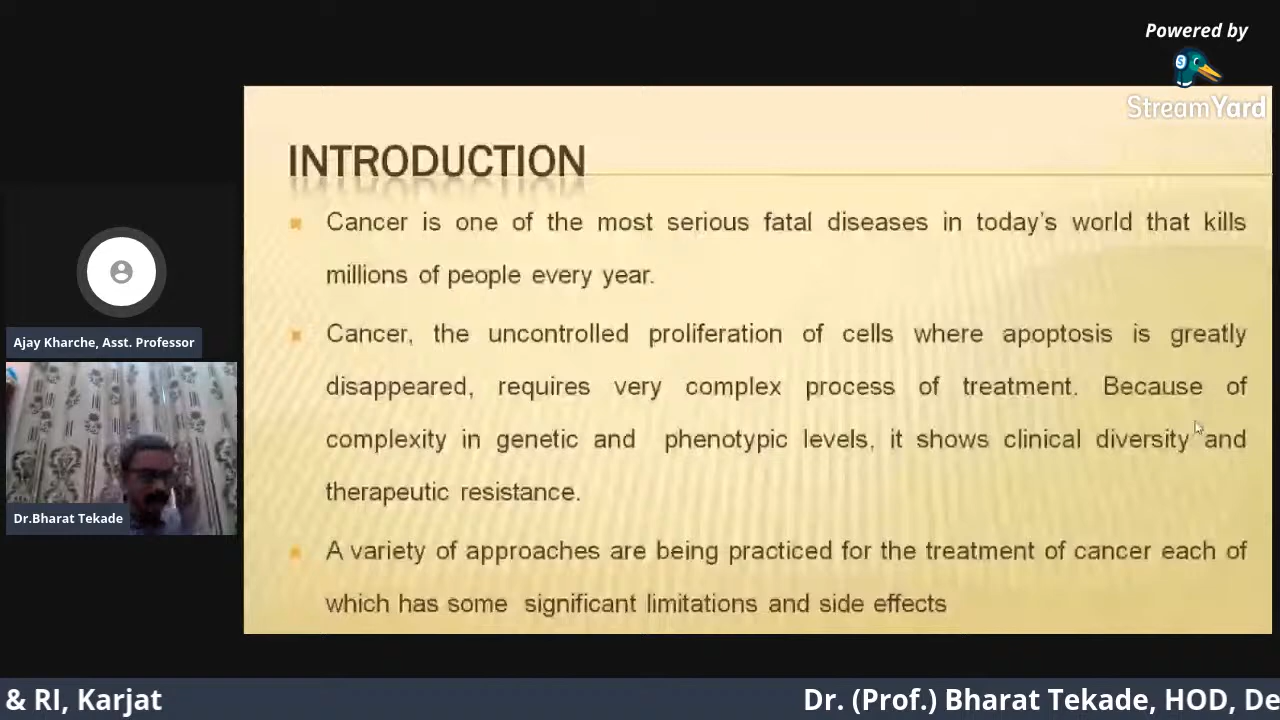 Powered by
StreamYard
INTRODUCTION
Cancer is one of the most serious fatal diseases in today's world that kills
millions of people every year.
Cancer, the uncontrolled proliferation of cells where apoptosis is greatly
disappeared, requires very complex process of treatment. Because of
complexity in genetic and phenotypic levels, it shows clinical diversity and
therapeutic resistance.
A variety of approaches are being practiced for the treatment of cancer each of
which has some significant limitations and side effects
Ajay Kharche, Asst. Professor
Dr.Bharat Tekade
& RI, Karjat
Dr. (Prof.) Bharat Tekade, HOD, De